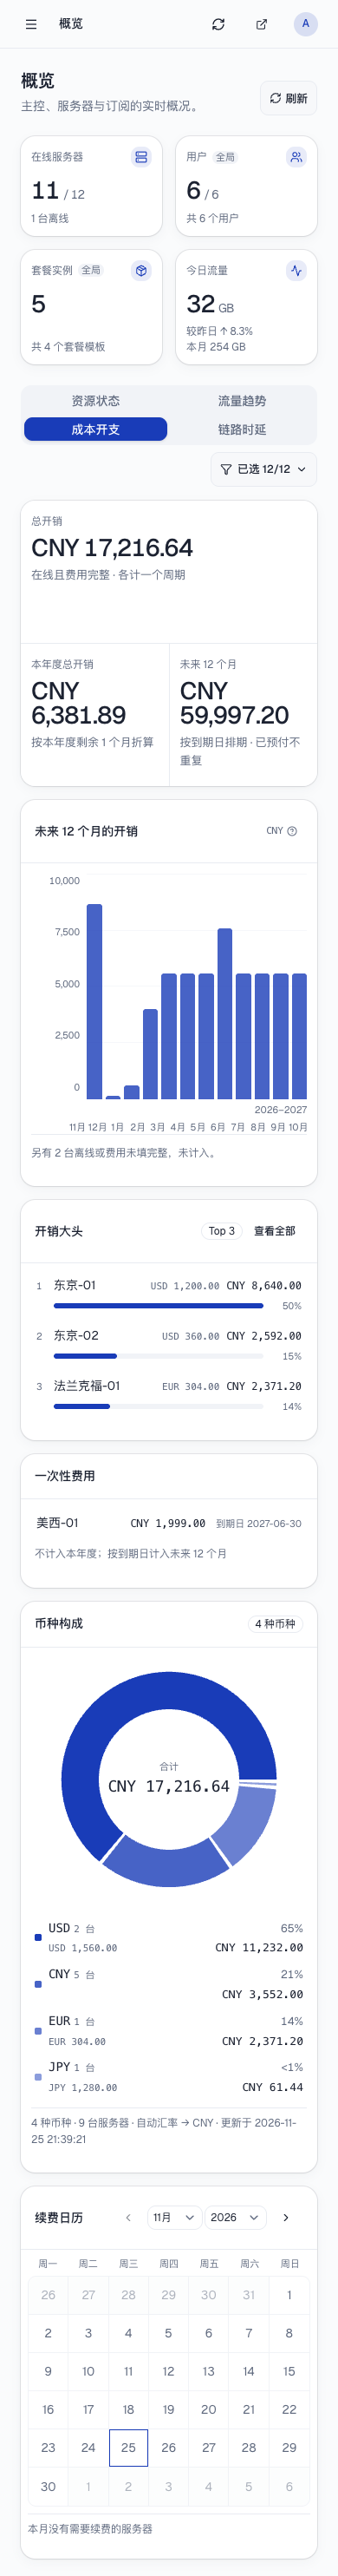 概览
A
概览
主控、服务器与订阅的实时概况。
刷新
在线服务器
11 / 12
1 台离线
用户 全局
6 / 6
共 6 个用户
套餐实例 全局
5
共 4 个套餐模板
今日流量
32 GB
较昨日 ↑ 8.3%
本月 254 GB
资源状态
流量趋势
成本开支
链路时延
已选 12/12
总开销
CNY 17,216.64
在线且费用完整 · 各计一个周期
本年度总开销
CNY
6,381.89
按本年度剩余 1 个月折算
未来 12 个月
CNY
59,997.20
按到期日排期 · 已预付不
重复
未来 12 个月的开销
CNY
10,000
7,500
5,000
2,500
0
2026–2027
11月 12月 1月 2月 3月 4月 5月 6月 7月 8月 9月 10月
另有 2 台离线或费用未填完整，未计入。
开销大头
Top 3
查看全部
1 东京-01 USD 1,200.00 CNY 8,640.00
50%
2 东京-02 USD 360.00 CNY 2,592.00
15%
3 法兰克福-01 EUR 304.00 CNY 2,371.20
14%
一次性费用
美西-01 CNY 1,999.00 到期日 2027-06-30
不计入本年度；按到期日计入未来 12 个月
币种构成
4 种币种
合计
CNY 17,216.64
USD 2 台 65%
USD 1,560.00 CNY 11,232.00
CNY 5 台 21%
CNY 3,552.00
EUR 1 台 14%
EUR 304.00 CNY 2,371.20
JPY 1 台 <1%
JPY 1,280.00 CNY 61.44
4 种币种 · 9 台服务器 · 自动汇率 → CNY · 更新于 2026-11-
25 21:39:21
续费日历
11月
2026
周一 周二 周三 周四 周五 周六 周日
26 27 28 29 30 31 1
2 3 4 5 6 7 8
9 10 11 12 13 14 15
16 17 18 19 20 21 22
23 24 25 26 27 28 29
30 1 2 3 4 5 6
本月没有需要续费的服务器